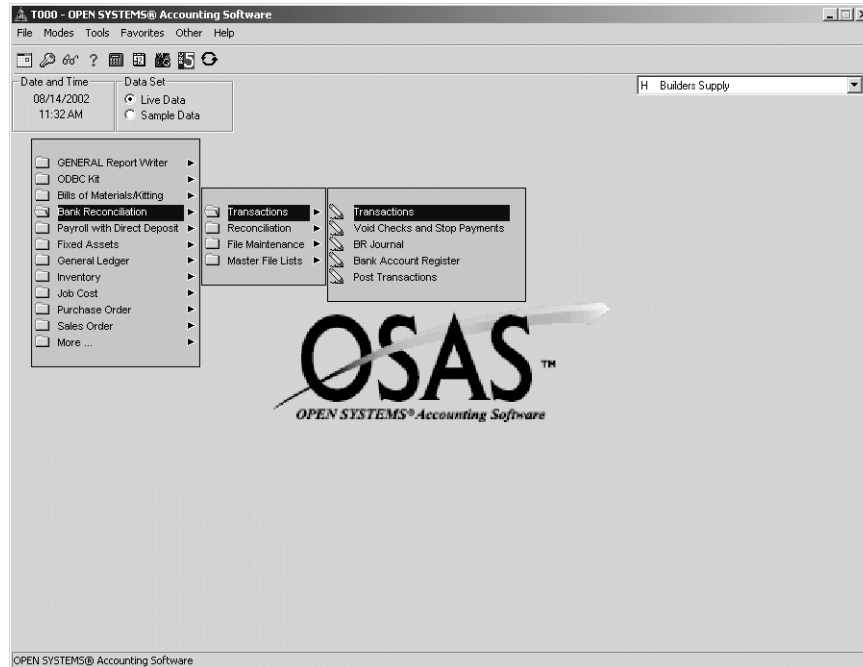 T000 - OPEN SYSTEMS® Accounting Software
File Modes Tools Favorites Other Help
Date and Time
08/14/2002
11:32 AM
Data Set
Live Data
Sample Data
H Builders Supply
GENERAL Report Writer
ODBC Kit
Bills of Materials/Kitting
Bank Reconciliation
Payroll with Direct Deposit
Fixed Assets
General Ledger
Inventory
Job Cost
Purchase Order
Sales Order
More ...
Transactions
Reconciliation
File Maintenance
Master File Lists
Transactions
Void Checks and Stop Payments
BR Journal
Bank Account Register
Post Transactions
OSAS™
OPEN SYSTEMS® Accounting Software
OPEN SYSTEMS® Accounting Software